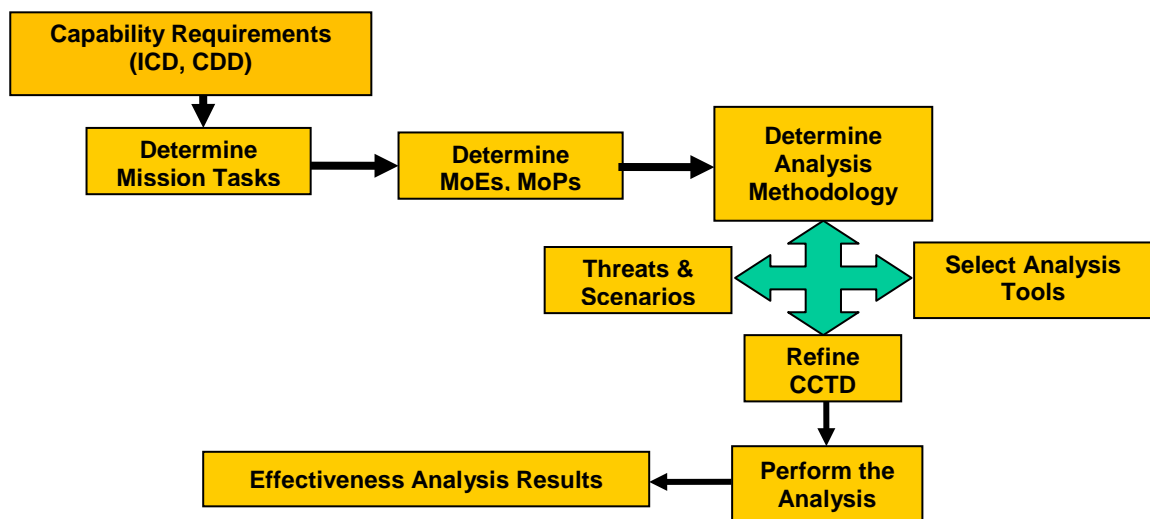 Capability Requirements
(ICD, CDD)
Determine
Mission Tasks
Determine
MoEs, MoPs
Determine
Analysis
Methodology
Threats &
Scenarios
Select Analysis
Tools
Refine
CCTD
Perform the
Analysis
Effectiveness Analysis Results